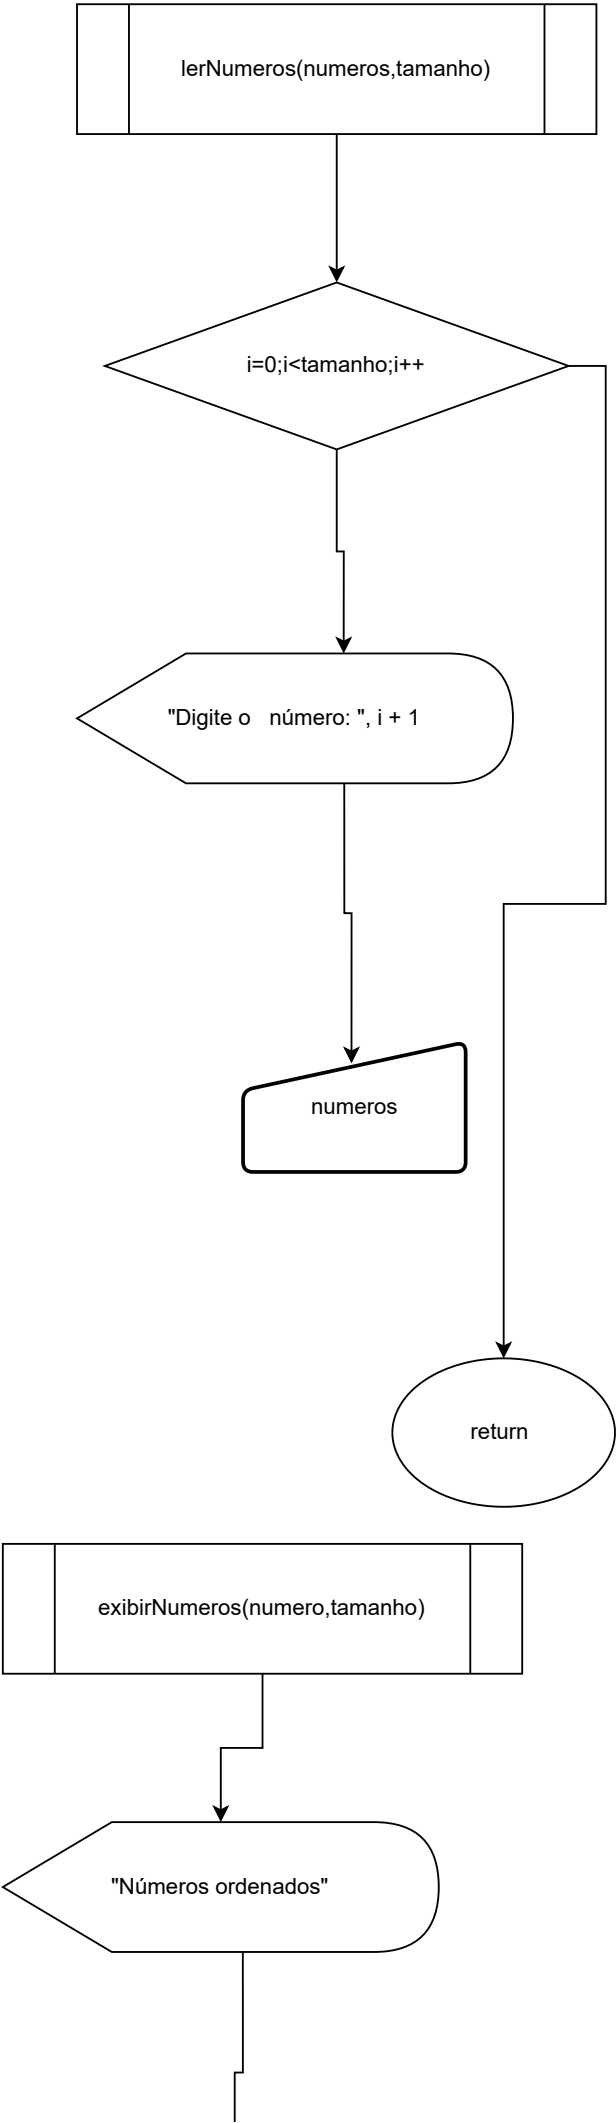 lerNumeros(numeros,tamanho)
i=0;i<tamanho;i++
"Digite o   número: ", i + 1
numeros
return
exibirNumeros(numero,tamanho)
"Números ordenados"